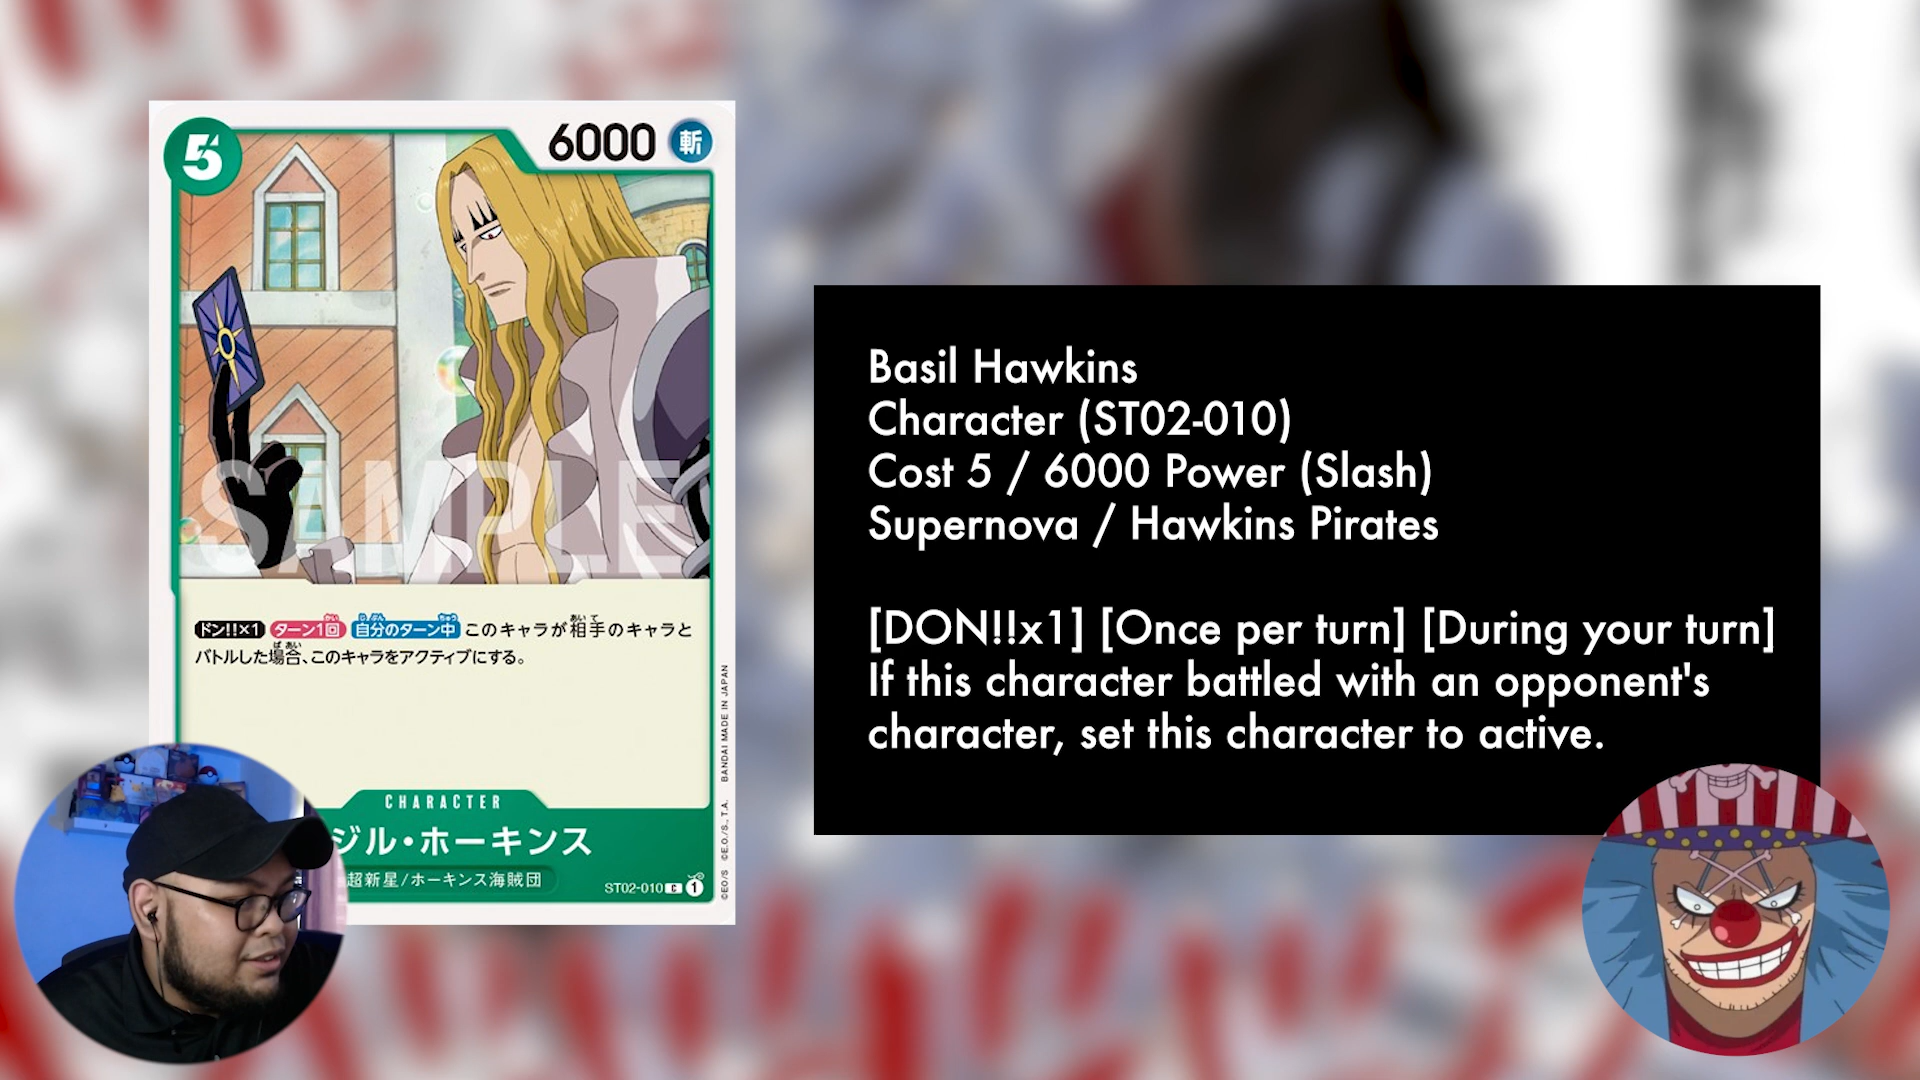 5
6000 斬
SAMPLE
ドン!!×1 ターン1回 自分のターン中 このキャラが相手のキャラと
バトルした場合、このキャラをアクティブにする。
CHARACTER
ジル・ホーキンス
超新星/ホーキンス海賊団
ST02-010 C 1
©E.O./S., T.A. BANDAI MADE IN JAPAN
Basil Hawkins
Character (ST02-010)
Cost 5 / 6000 Power (Slash)
Supernova / Hawkins Pirates
[DON!!x1] [Once per turn] [During your turn]
If this character battled with an opponent's
character, set this character to active.